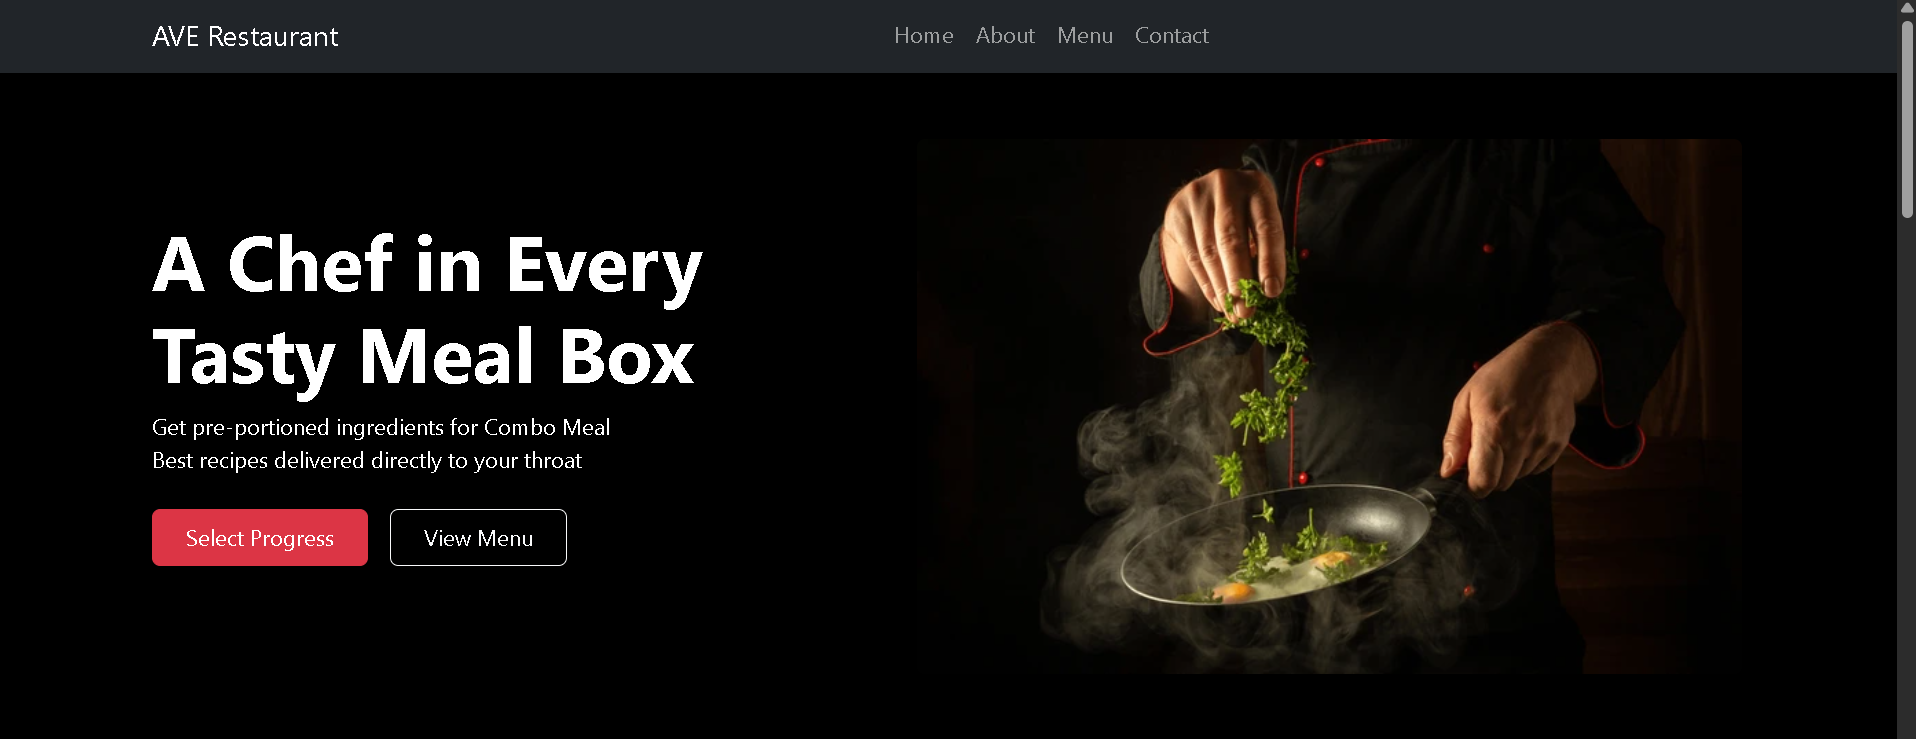 AVE Restaurant
Home About Menu Contact
A Chef in Every
Tasty Meal Box
Get pre-portioned ingredients for Combo Meal
Best recipes delivered directly to your throat
Select Progress
View Menu